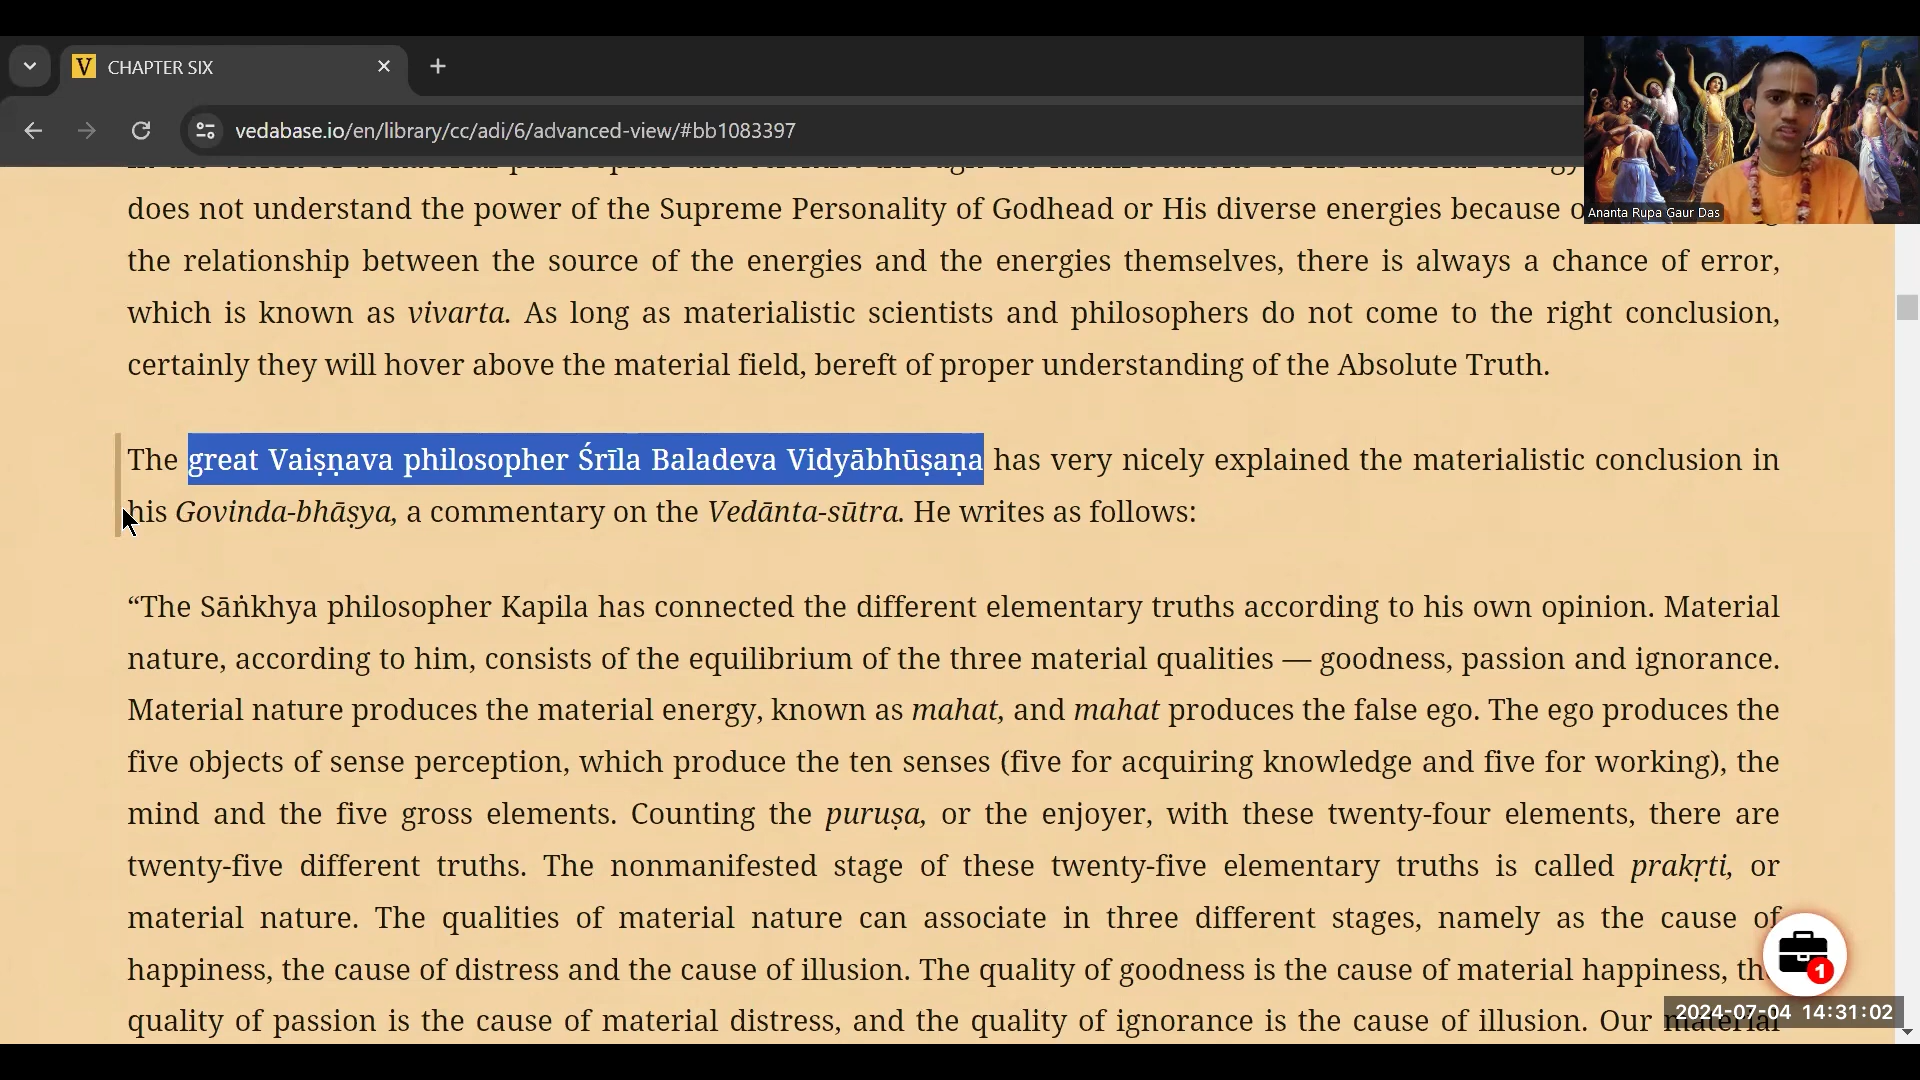 CHAPTER SIX
vedabase.io/en/library/cc/adi/6/advanced-view/#bb1083397
Ananta Rupa Gaur Das
does not understand the power of the Supreme Personality of Godhead or His diverse energies because
the relationship between the source of the energies and the energies themselves, there is always a chance of error,
which is known as vivarta. As long as materialistic scientists and philosophers do not come to the right conclusion,
certainly they will hover above the material field, bereft of proper understanding of the Absolute Truth.
The great Vaiṣṇava philosopher Śrīla Baladeva Vidyābhūṣaṇa has very nicely explained the materialistic conclusion in
his Govinda-bhāṣya, a commentary on the Vedānta-sūtra. He writes as follows:
“The Sāṅkhya philosopher Kapila has connected the different elementary truths according to his own opinion. Material
nature, according to him, consists of the equilibrium of the three material qualities — goodness, passion and ignorance.
Material nature produces the material energy, known as mahat, and mahat produces the false ego. The ego produces the
five objects of sense perception, which produce the ten senses (five for acquiring knowledge and five for working), the
mind and the five gross elements. Counting the puruṣa, or the enjoyer, with these twenty-four elements, there are
twenty-five different truths. The nonmanifested stage of these twenty-five elementary truths is called prakṛti, or
material nature. The qualities of material nature can associate in three different stages, namely as the cause of
happiness, the cause of distress and the cause of illusion. The quality of goodness is the cause of material happiness, the
quality of passion is the cause of material distress, and the quality of ignorance is the cause of illusion. Our material
1
2024-07-04 14:31:02